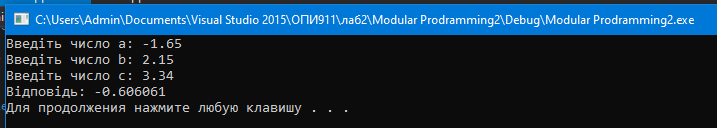 C:\Users\Admin\Documents\Visual Studio 2015\ОПИ911\ла62\Modular Prodramming2\Debug\Modular Prodramming2.exe
Введіть число a: -1.65
Введіть число b: 2.15
Введіть число c: 3.34
Відповідь: -0.606061
Для продолжения нажмите любую клавишу . . .